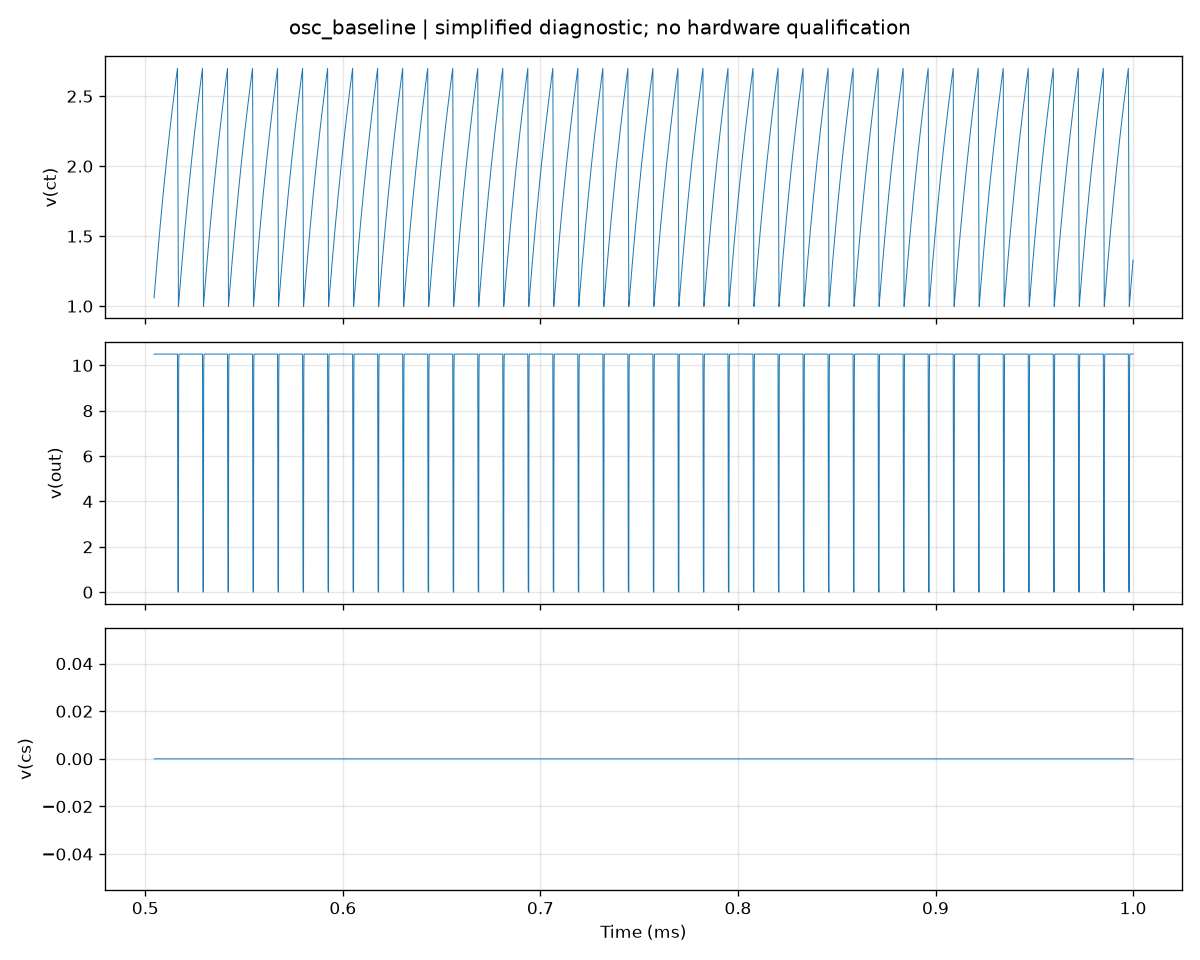 osc_baseline | simplified diagnostic; no hardware qualification
v(ct)
2.5
2.0
1.5
1.0
v(out)
10
8
6
4
2
0
v(cs)
0.04
0.02
0.00
−0.02
−0.04
0.5 0.6 0.7 0.8 0.9 1.0
Time (ms)